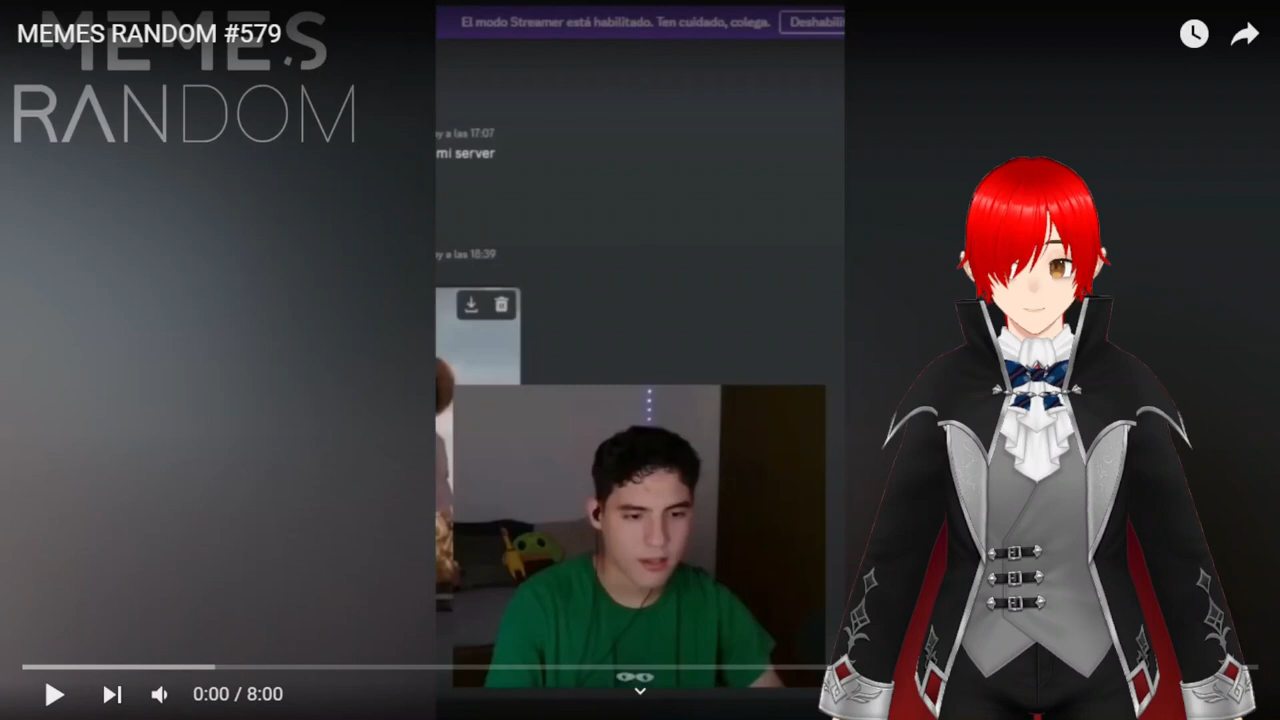 MEMES RANDOM #579
MEMES
RANDOM
El modo Streamer está habilitado. Ten cuidado, colega.
Deshabili
y a las 17:07
mi server
y a las 18:39
0:00 / 8:00